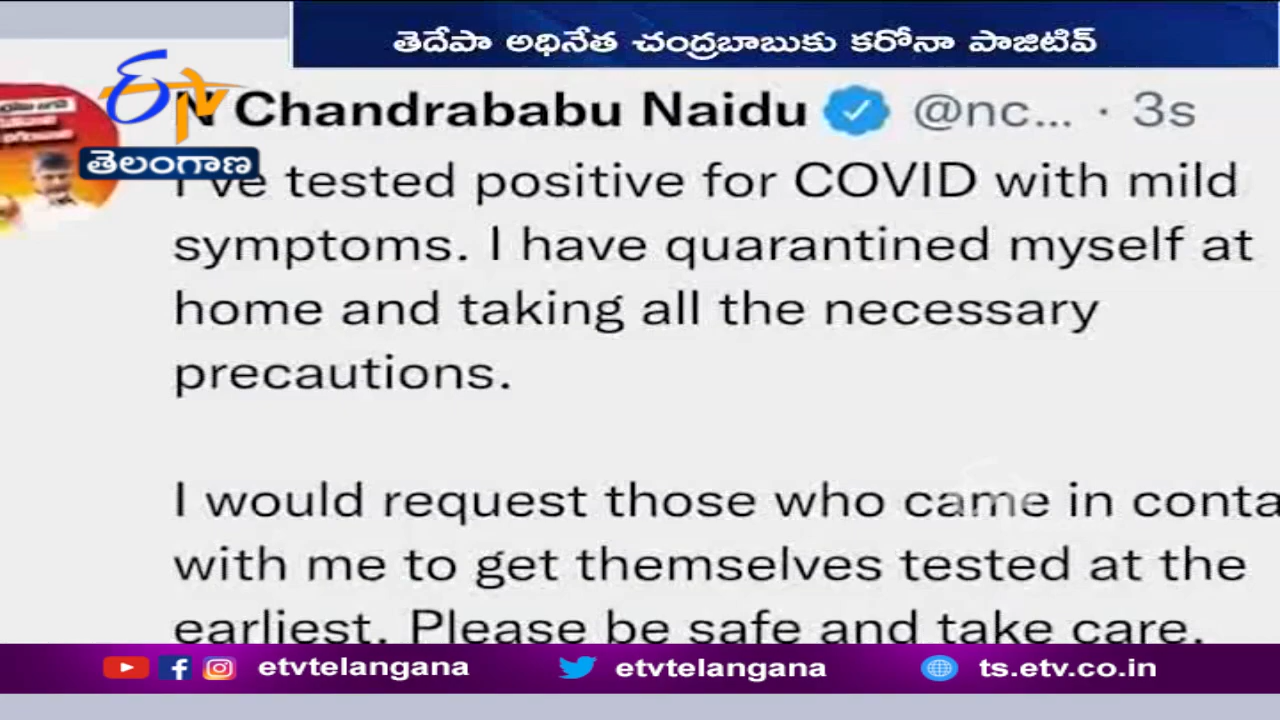 తెదేపా అధినేత చంద్రబాబుకు కరోనా పాజిటివ్
ETV
తెలంగాణ
N Chandrababu Naidu @nc... · 3s
I've tested positive for COVID with mild
symptoms. I have quarantined myself at
home and taking all the necessary
precautions.
I would request those who came in conta
with me to get themselves tested at the
earliest. Please be safe and take care.
etvtelangana etvtelangana ts.etv.co.in